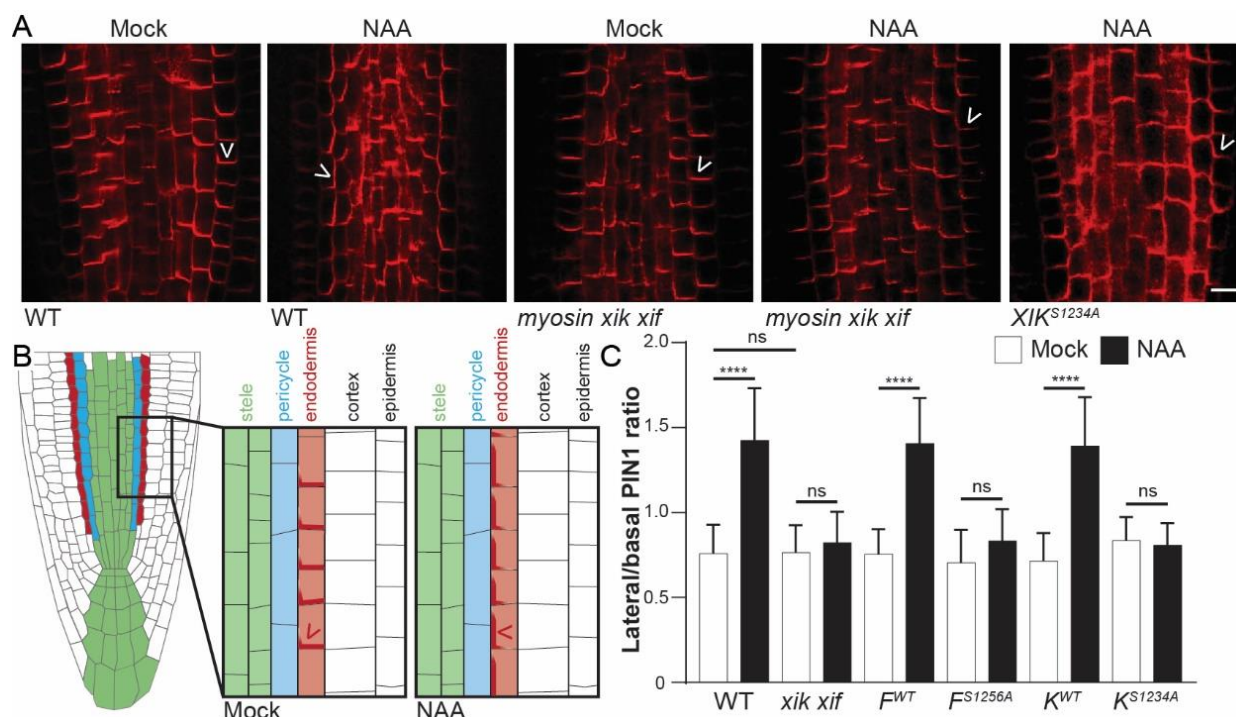 A
Mock
NAA
Mock
NAA
NAA
WT
WT
myosin xik xif
myosin xik xif
XIK^S1234A
B
stele
pericycle
endodermis
cortex
epidermis
stele
pericycle
endodermis
cortex
epidermis
Mock
NAA
C
Mock
NAA
Lateral/basal PIN1 ratio
2.0
1.5
1.0
0.5
0
ns
****
ns
****
ns
****
ns
WT
xik xif
F^WT
F^S1256A
K^WT
K^S1234A